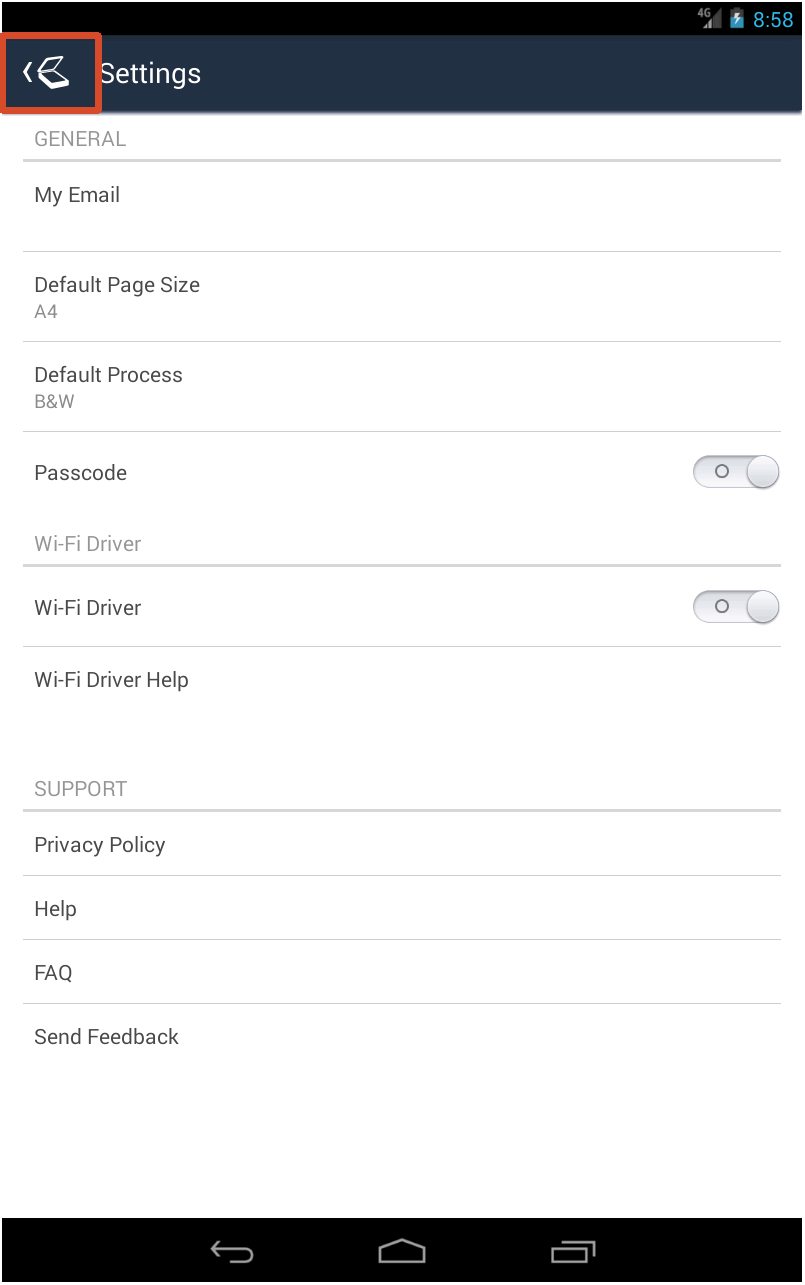 4G 8:58
Settings
GENERAL
My Email
Default Page Size
A4
Default Process
B&W
Passcode
Wi-Fi Driver
Wi-Fi Driver
Wi-Fi Driver Help
SUPPORT
Privacy Policy
Help
FAQ
Send Feedback